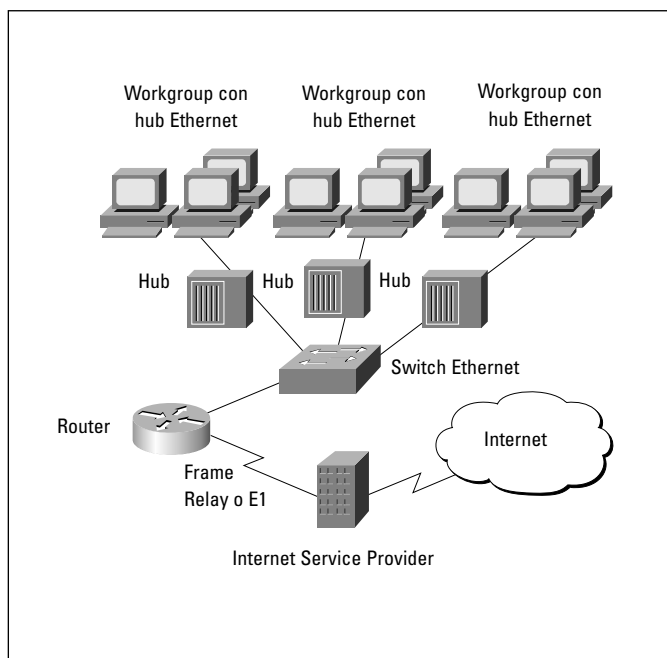 Workgroup con
hub Ethernet
Workgroup con
hub Ethernet
Workgroup con
hub Ethernet
Hub
Hub
Hub
Switch Ethernet
Router
Internet
Frame
Relay o E1
Internet Service Provider